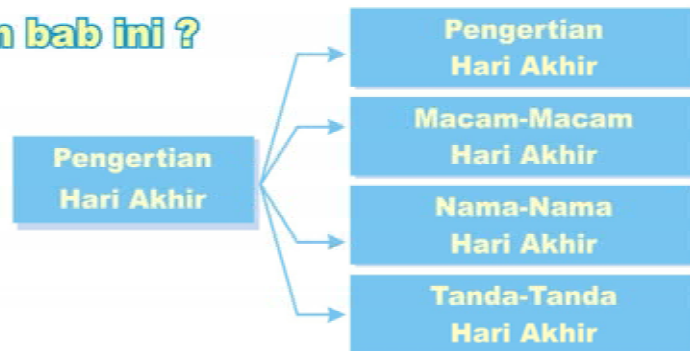 bab ini ?
Pengertian
Hari Akhir
Pengertian
Hari Akhir
Macam-Macam
Hari Akhir
Nama-Nama
Hari Akhir
Tanda-Tanda
Hari Akhir